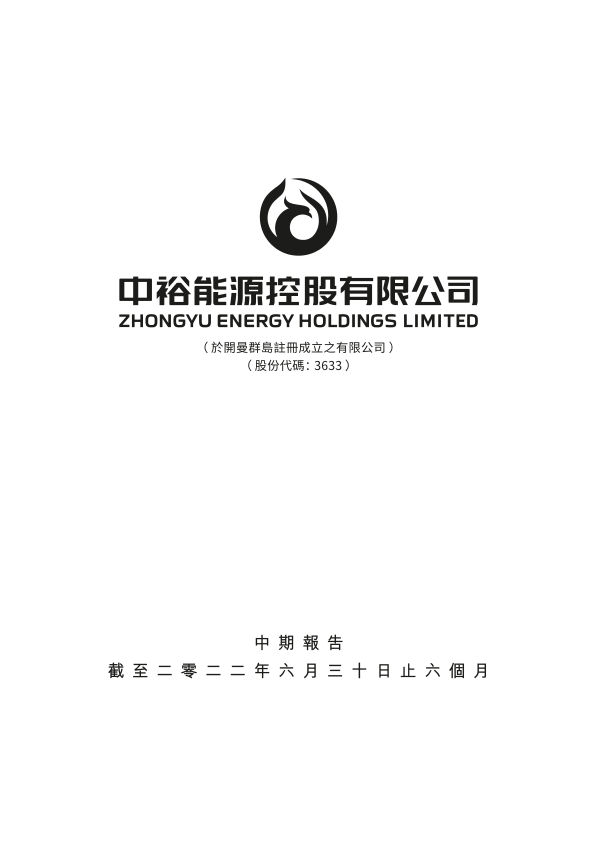 中裕能源控股有限公司
ZHONGYU ENERGY HOLDINGS LIMITED
（於開曼群島註冊成立之有限公司）
（股份代碼：3633）
中期報告
截至二零二二年六月三十日止六個月